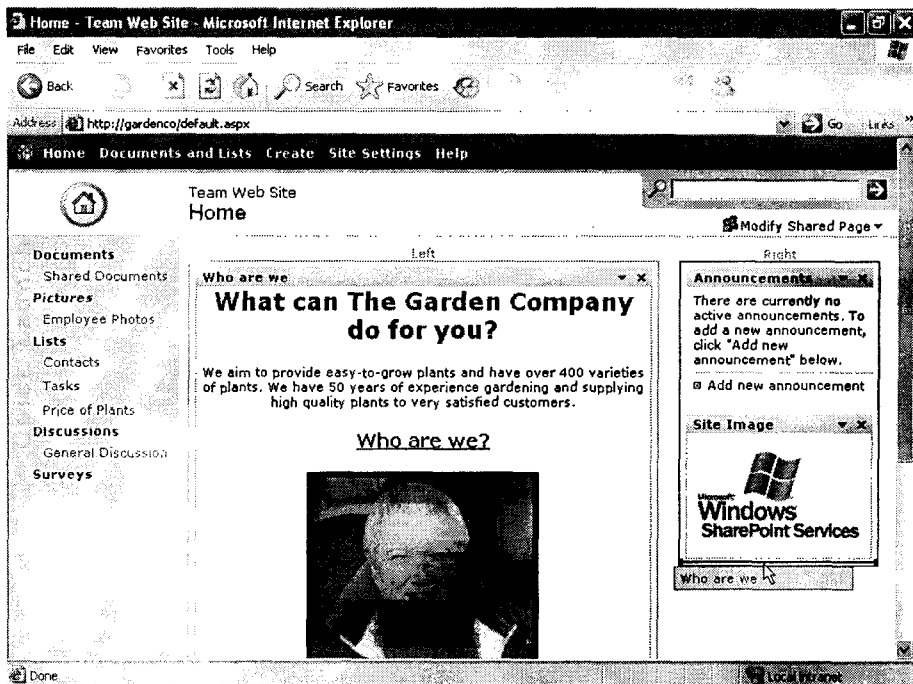 Home - Team Web Site - Microsoft Internet Explorer
File Edit View Favorites Tools Help
Back Search Favorites
Address http://gardenco/default.aspx Go Links »
Home Documents and Lists Create Site Settings Help
Team Web Site
Home
Modify Shared Page
Documents
Shared Documents
Pictures
Employee Photos
Lists
Contacts
Tasks
Price of Plants
Discussions
General Discussion
Surveys
Left
Who are we
What can The Garden Company
do for you?
We aim to provide easy-to-grow plants and have over 400 varieties
of plants. We have 50 years of experience gardening and supplying
high quality plants to very satisfied customers.
Who are we?
Right
Announcements
There are currently no
active announcements. To
add a new announcement,
click "Add new
announcement" below.
Add new announcement
Site Image
Microsoft
Windows
SharePoint Services
Who are we
Done Local intranet